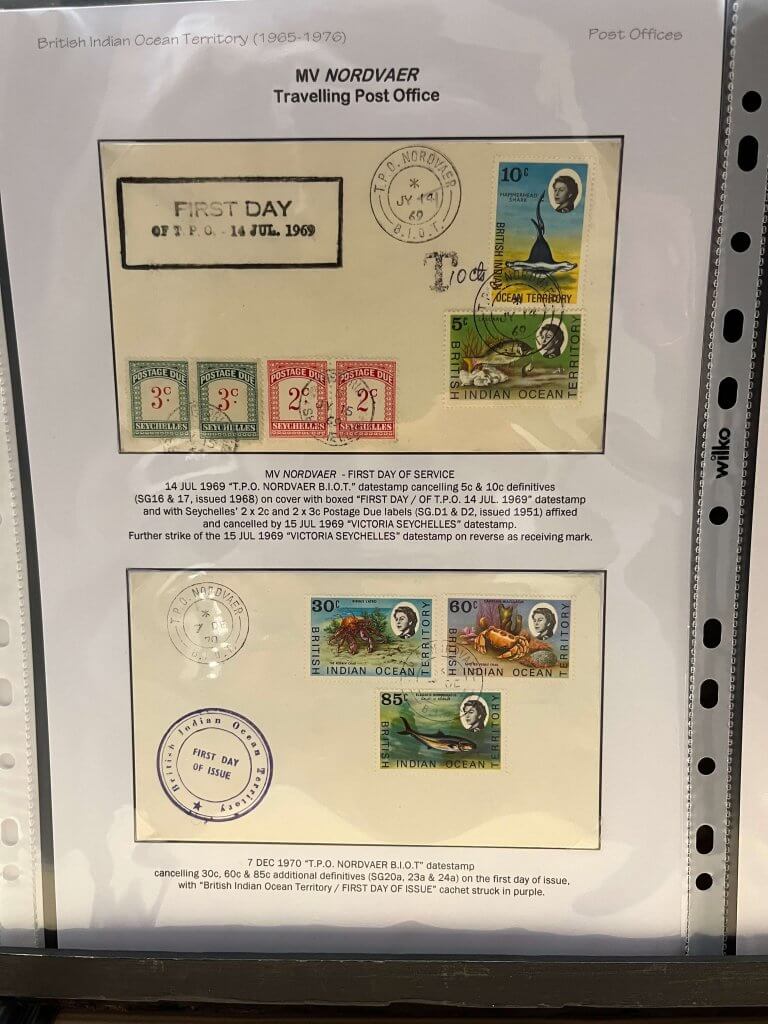 British Indian Ocean Territory (1965-1976)
Post Offices
MV NORDVAER
Travelling Post Office
FIRST DAY
OF T.P.O. - 14 JUL. 1969
T.P.O. NORDVAER
*
JY 14
69
B.I.O.T.
T 10 cts
10c
HAMMERHEAD SHARK
BRITISH INDIAN
OCEAN TERRITORY
T.P.O. NORDVAER
*
JY 14
69
5c
BRITISH
INDIAN OCEAN
TERRITORY
POSTAGE DUE
3c
SEYCHELLES
POSTAGE DUE
3c
SEYCHELLES
POSTAGE DUE
2c
SEYCHELLES
POSTAGE DUE
2c
SEYCHELLES
MV NORDVAER - FIRST DAY OF SERVICE
14 JUL 1969 "T.P.O. NORDVAER B.I.O.T." datestamp cancelling 5c & 10c definitives
(SG16 & 17, issued 1968) on cover with boxed "FIRST DAY / OF T.P.O. 14 JUL. 1969" datestamp
and with Seychelles' 2 x 2c and 2 x 3c Postage Due labels (SG.D1 & D2, issued 1951) affixed
and cancelled by 15 JUL 1969 "VICTORIA SEYCHELLES" datestamp.
Further strike of the 15 JUL 1969 "VICTORIA SEYCHELLES" datestamp on reverse as receiving mark.
wilko
T.P.O. NORDVAER
*
7 DE
70
B.I.O.T.
30c
BRITISH
INDIAN OCEAN
TERRITORY
60c
BRITISH
INDIAN OCEAN
TERRITORY
85c
BRITISH
INDIAN OCEAN
TERRITORY
British Indian Ocean Territory
FIRST DAY
OF ISSUE
7 DEC 1970 "T.P.O. NORDVAER B.I.O.T" datestamp
cancelling 30c, 60c & 85c additional definitives (SG20a, 23a & 24a) on the first day of issue,
with "British Indian Ocean Territory / FIRST DAY OF ISSUE" cachet struck in purple.